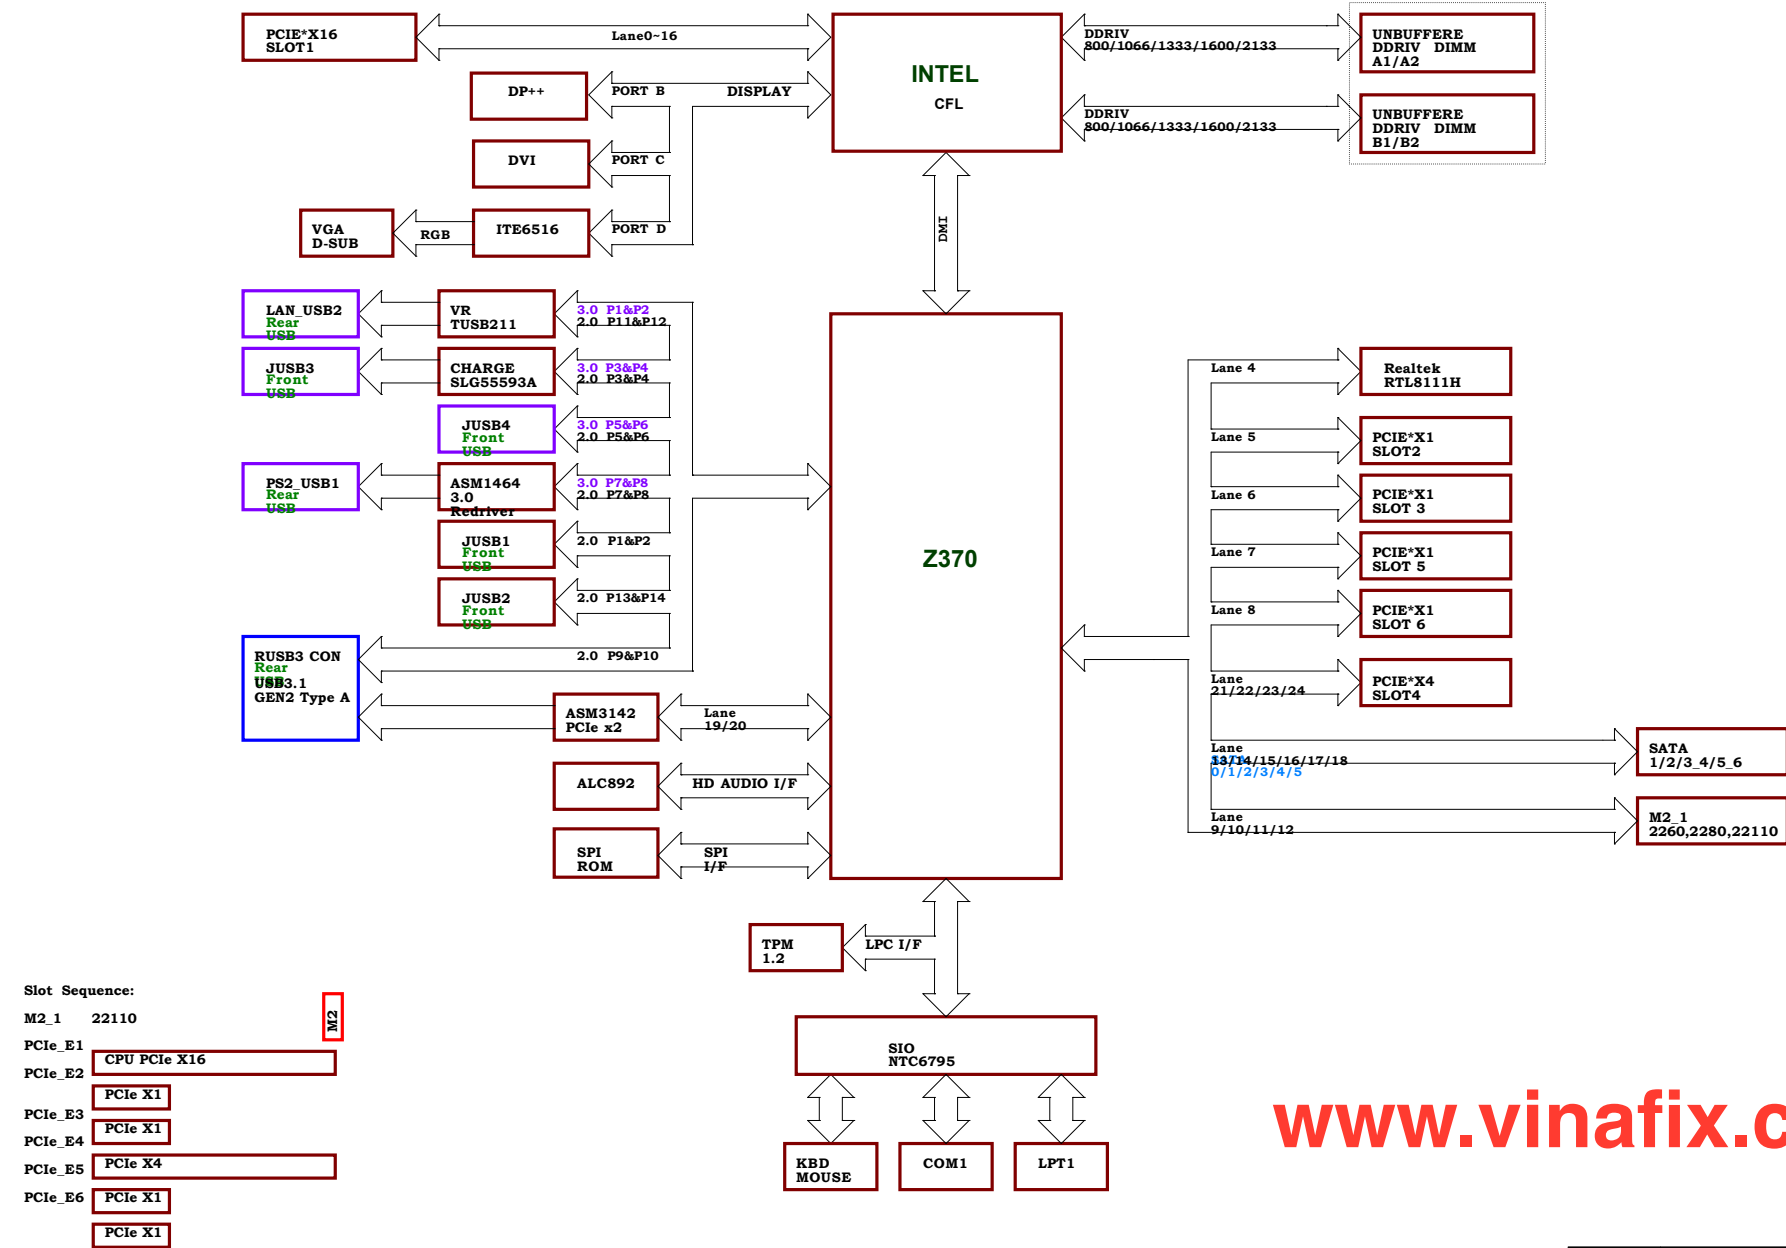 PCIE*X16
SLOT1
Lane0~16
INTEL
CFL
DDRIV
800/1066/1333/1600/2133
UNBUFFERE
DDRIV DIMM
A1/A2
DP++
PORT B
DISPLAY
DDRIV
800/1066/1333/1600/2133
UNBUFFERE
DDRIV DIMM
B1/B2
DVI
PORT C
VGA
D-SUB
RGB
ITE6516
PORT D
DMI
LAN_USB2
Rear
USB
VR
TUSB211
3.0 P1&P2
2.0 P11&P12
JUSB3
Front
USB
CHARGE
SLG55593A
3.0 P3&P4
2.0 P3&P4
JUSB4
Front
USB
3.0 P5&P6
2.0 P5&P6
PS2_USB1
Rear
USB
ASM1464
3.0
Redriver
3.0 P7&P8
2.0 P7&P8
JUSB1
Front
USB
2.0 P1&P2
JUSB2
Front
USB
2.0 P13&P14
RUSB3 CON
Rear
USB
USB3.1
GEN2 Type A
2.0 P9&P10
ASM3142
PCIe x2
Lane
19/20
ALC892
HD AUDIO I/F
SPI
ROM
SPI
I/F
Z370
Lane 4
Realtek
RTL8111H
Lane 5
PCIE*X1
SLOT2
Lane 6
PCIE*X1
SLOT 3
Lane 7
PCIE*X1
SLOT 5
Lane 8
PCIE*X1
SLOT 6
Lane
21/22/23/24
PCIE*X4
SLOT4
Lane
13/14/15/16/17/18
SATA
0/1/2/3/4/5
SATA
1/2/3_4/5_6
Lane
9/10/11/12
M2_1
2260,2280,22110
TPM
1.2
LPC I/F
SIO
NTC6795
KBD
MOUSE
COM1
LPT1
Slot Sequence:
M2_1 22110
M2
PCIe_E1
CPU PCIe X16
PCIe_E2
PCIe X1
PCIe_E3
PCIe X1
PCIe_E4
PCIe X4
PCIe_E5
PCIe_E6
PCIe X1
PCIe X1
www.vinafix.c